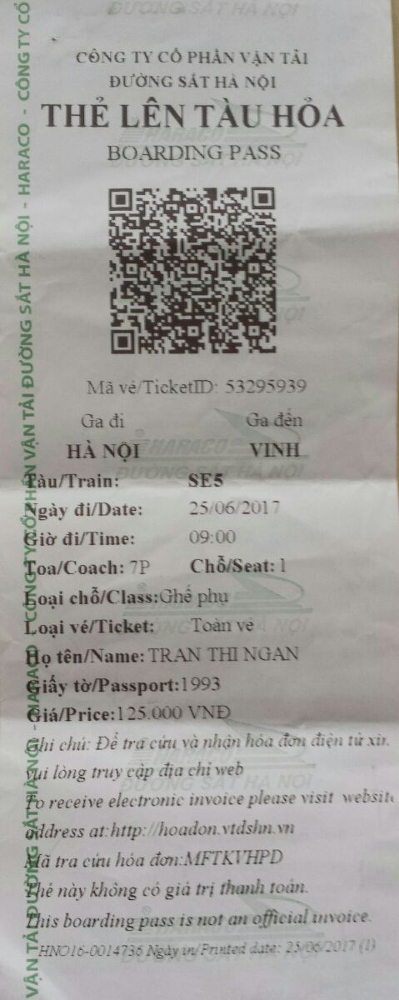 CÔNG TY CỔ PHẦN VẬN TẢI
ĐƯỜNG SẮT HÀ NỘI
THẺ LÊN TÀU HỎA
BOARDING PASS
Mã vé/TicketID: 53295939
Ga đi Ga đến
HÀ NỘI VINH
Tàu/Train: SE5
Ngày đi/Date: 25/06/2017
Giờ đi/Time: 09:00
Toa/Coach: 7P Chỗ/Seat: 1
Loại chỗ/Class:Ghế phụ
Loại vé/Ticket: Toàn vé
Họ tên/Name: TRAN THI NGAN
Giấy tờ/Passport:1993
Giá/Price:125.000 VNĐ
Ghi chú: Để tra cứu và nhận hóa đơn điện tử xin
vui lòng truy cập địa chỉ web
To receive electronic invoice please visit website
address at:http://hoadon.vtdshn.vn
Mã tra cứu hóa đơn:MFTKVHPD
Thẻ này không có giá trị thanh toán.
This boarding pass is not an official invoice.
HNO16-0014736 Ngày in/Printed date: 25/06/2017 (1)
VẬN TẢI ĐƯỜNG SẮT HÀ NỘI - HARACO - CÔNG TY CỔ PHẦN VẬN TẢI ĐƯỜNG SẮT HÀ NỘI - HARACO - CÔNG TY CỔ
HARACO
ĐƯỜNG SẮT HÀ NỘI